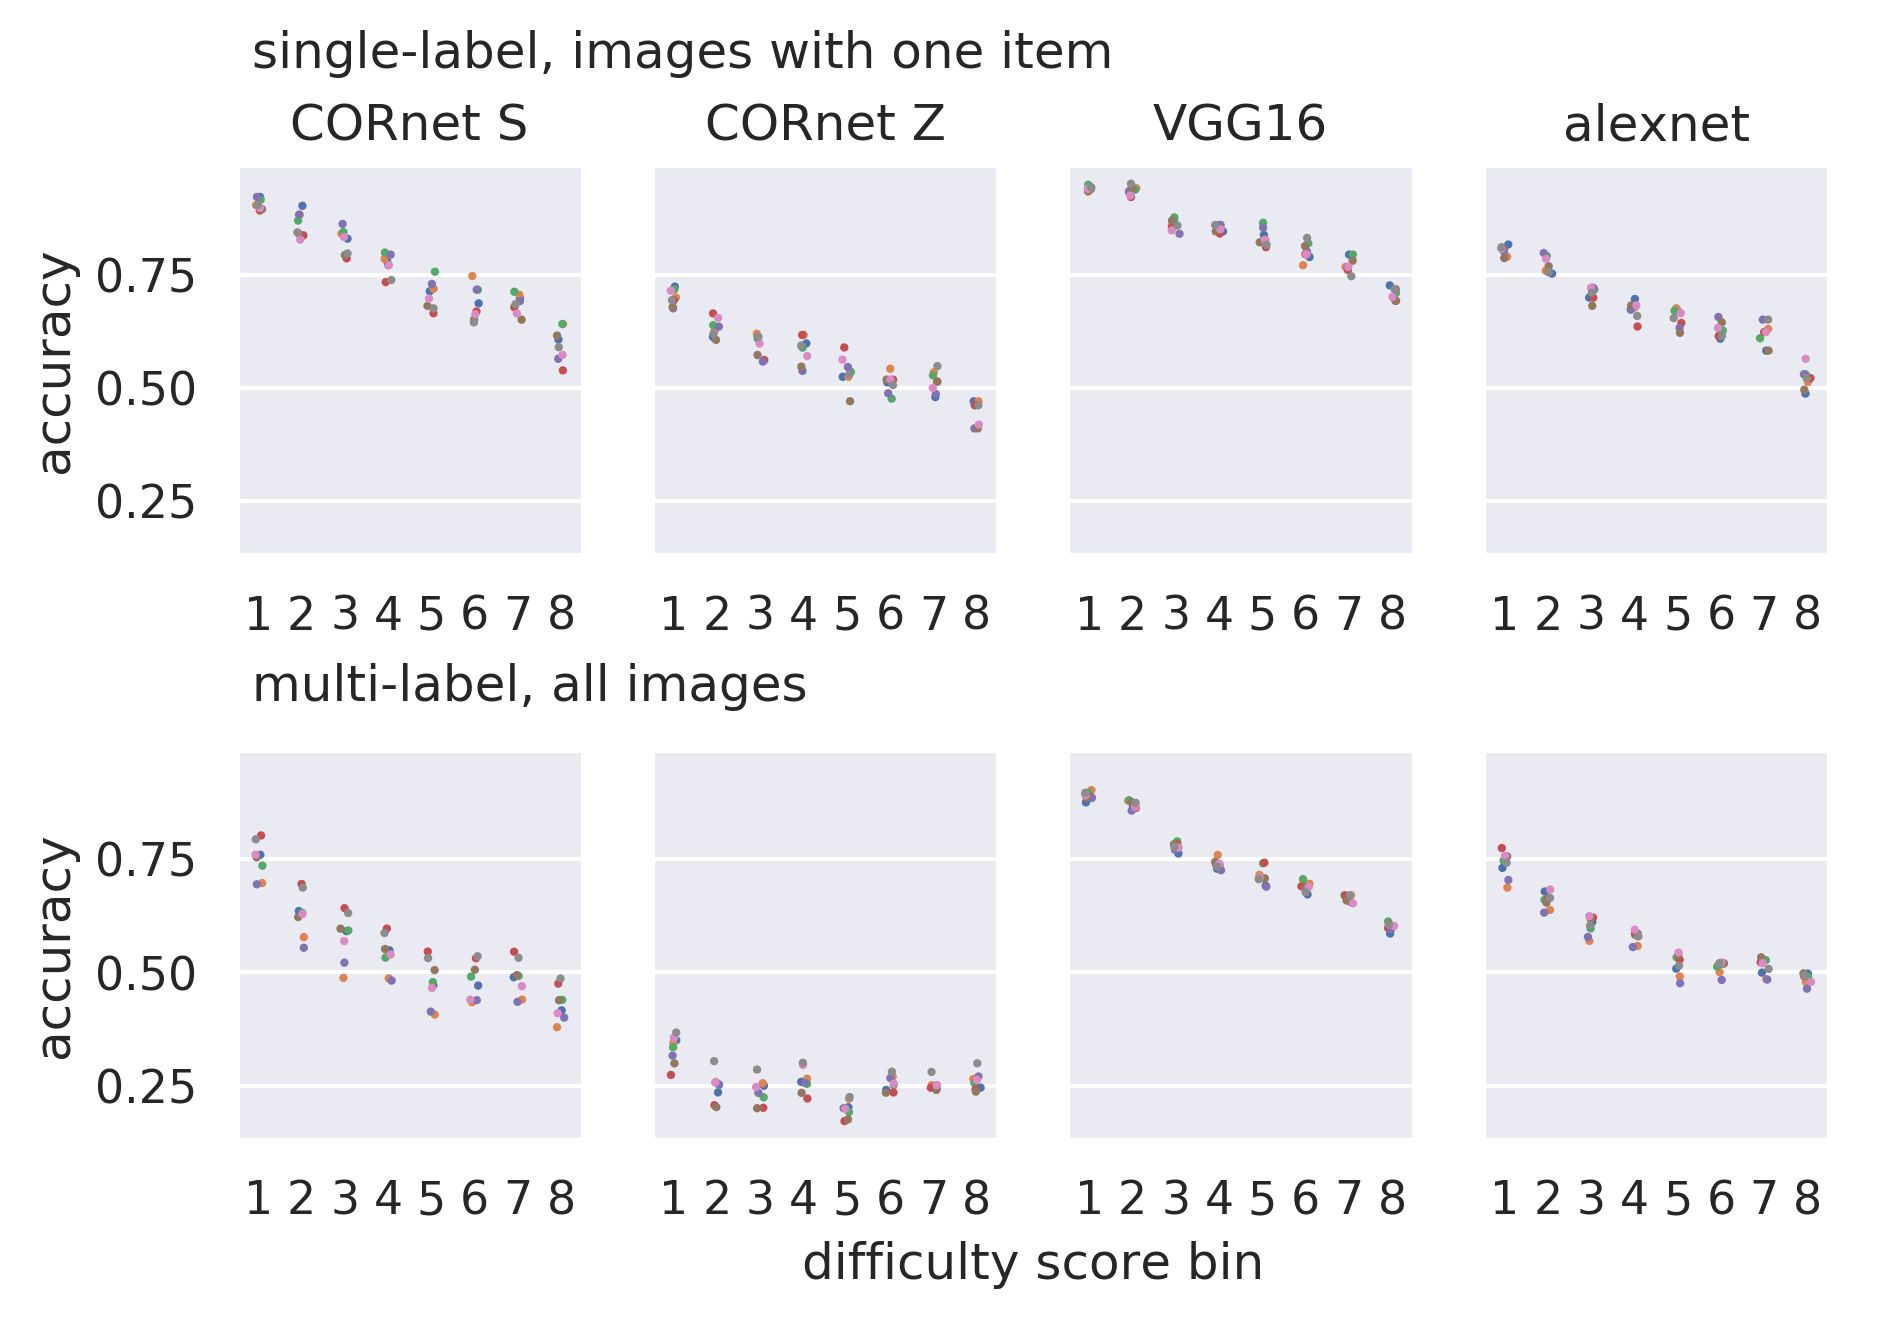 single-label, images with one item
CORnet S CORnet Z VGG16 alexnet
accuracy
0.75
0.50
0.25
1 2 3 4 5 6 7 8 1 2 3 4 5 6 7 8 1 2 3 4 5 6 7 8 1 2 3 4 5 6 7 8
multi-label, all images
accuracy
0.75
0.50
0.25
1 2 3 4 5 6 7 8 1 2 3 4 5 6 7 8 1 2 3 4 5 6 7 8 1 2 3 4 5 6 7 8
difficulty score bin